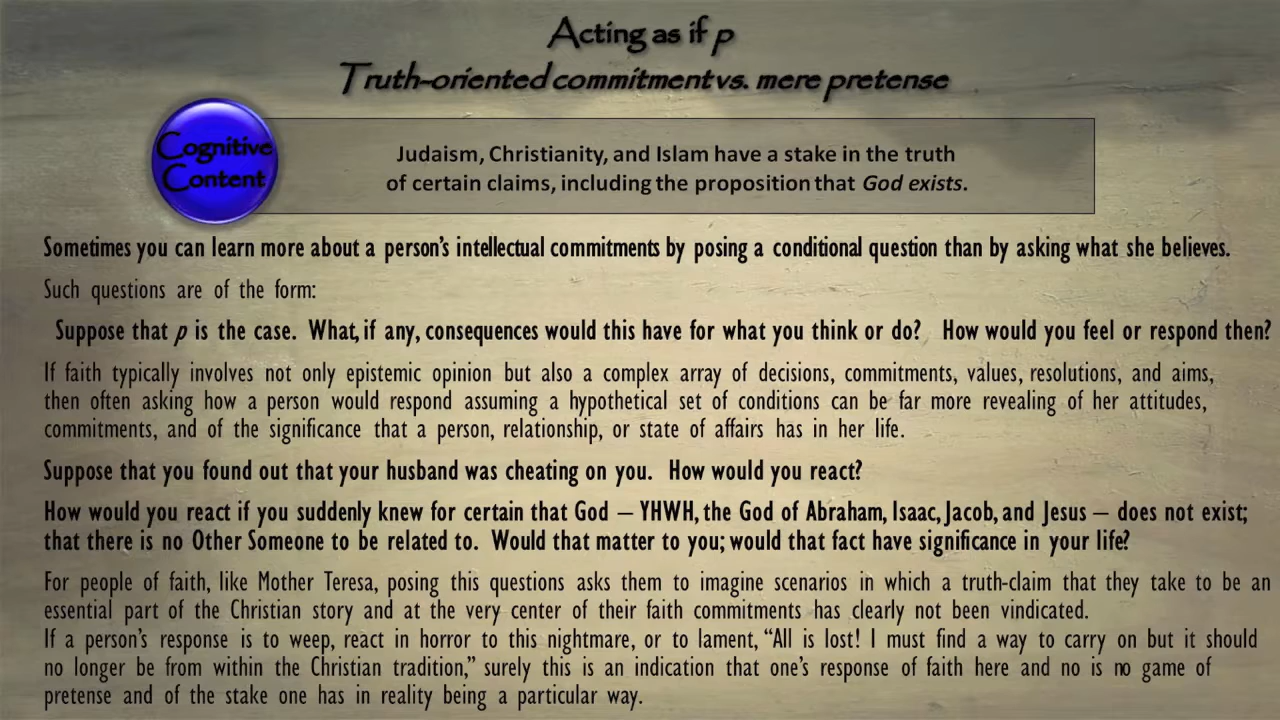 Acting as if p
Truth-oriented commitment vs. mere pretense
Cognitive
Content
Judaism, Christianity, and Islam have a stake in the truth
of certain claims, including the proposition that God exists.
Sometimes you can learn more about a person's intellectual commitments by posing a conditional question than by asking what she believes.
Such questions are of the form:
Suppose that p is the case. What, if any, consequences would this have for what you think or do? How would you feel or respond then?
If faith typically involves not only epistemic opinion but also a complex array of decisions, commitments, values, resolutions, and aims,
then often asking how a person would respond assuming a hypothetical set of conditions can be far more revealing of her attitudes,
commitments, and of the significance that a person, relationship, or state of affairs has in her life.
Suppose that you found out that your husband was cheating on you. How would you react?
How would you react if you suddenly knew for certain that God – YHWH, the God of Abraham, Isaac, Jacob, and Jesus – does not exist;
that there is no Other Someone to be related to. Would that matter to you; would that fact have significance in your life?
For people of faith, like Mother Teresa, posing this questions asks them to imagine scenarios in which a truth-claim that they take to be an
essential part of the Christian story and at the very center of their faith commitments has clearly not been vindicated.
If a person's response is to weep, react in horror to this nightmare, or to lament, “All is lost! I must find a way to carry on but it should
no longer be from within the Christian tradition,” surely this is an indication that one's response of faith here and no is no game of
pretense and of the stake one has in reality being a particular way.